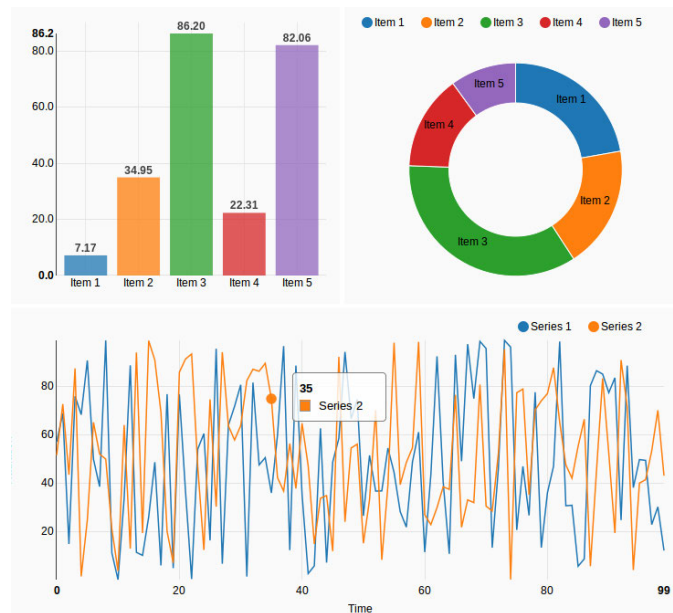 86.2
80.0
60.0
40.0
20.0
0.0
7.17
34.95
86.20
22.31
82.06
Item 1 Item 2 Item 3 Item 4 Item 5
Item 1 Item 2 Item 3 Item 4 Item 5
Item 5
Item 1
Item 4
Item 2
Item 3
Series 1 Series 2
80
60
40
20
35
Series 2
0 20 40 60 80 99
Time